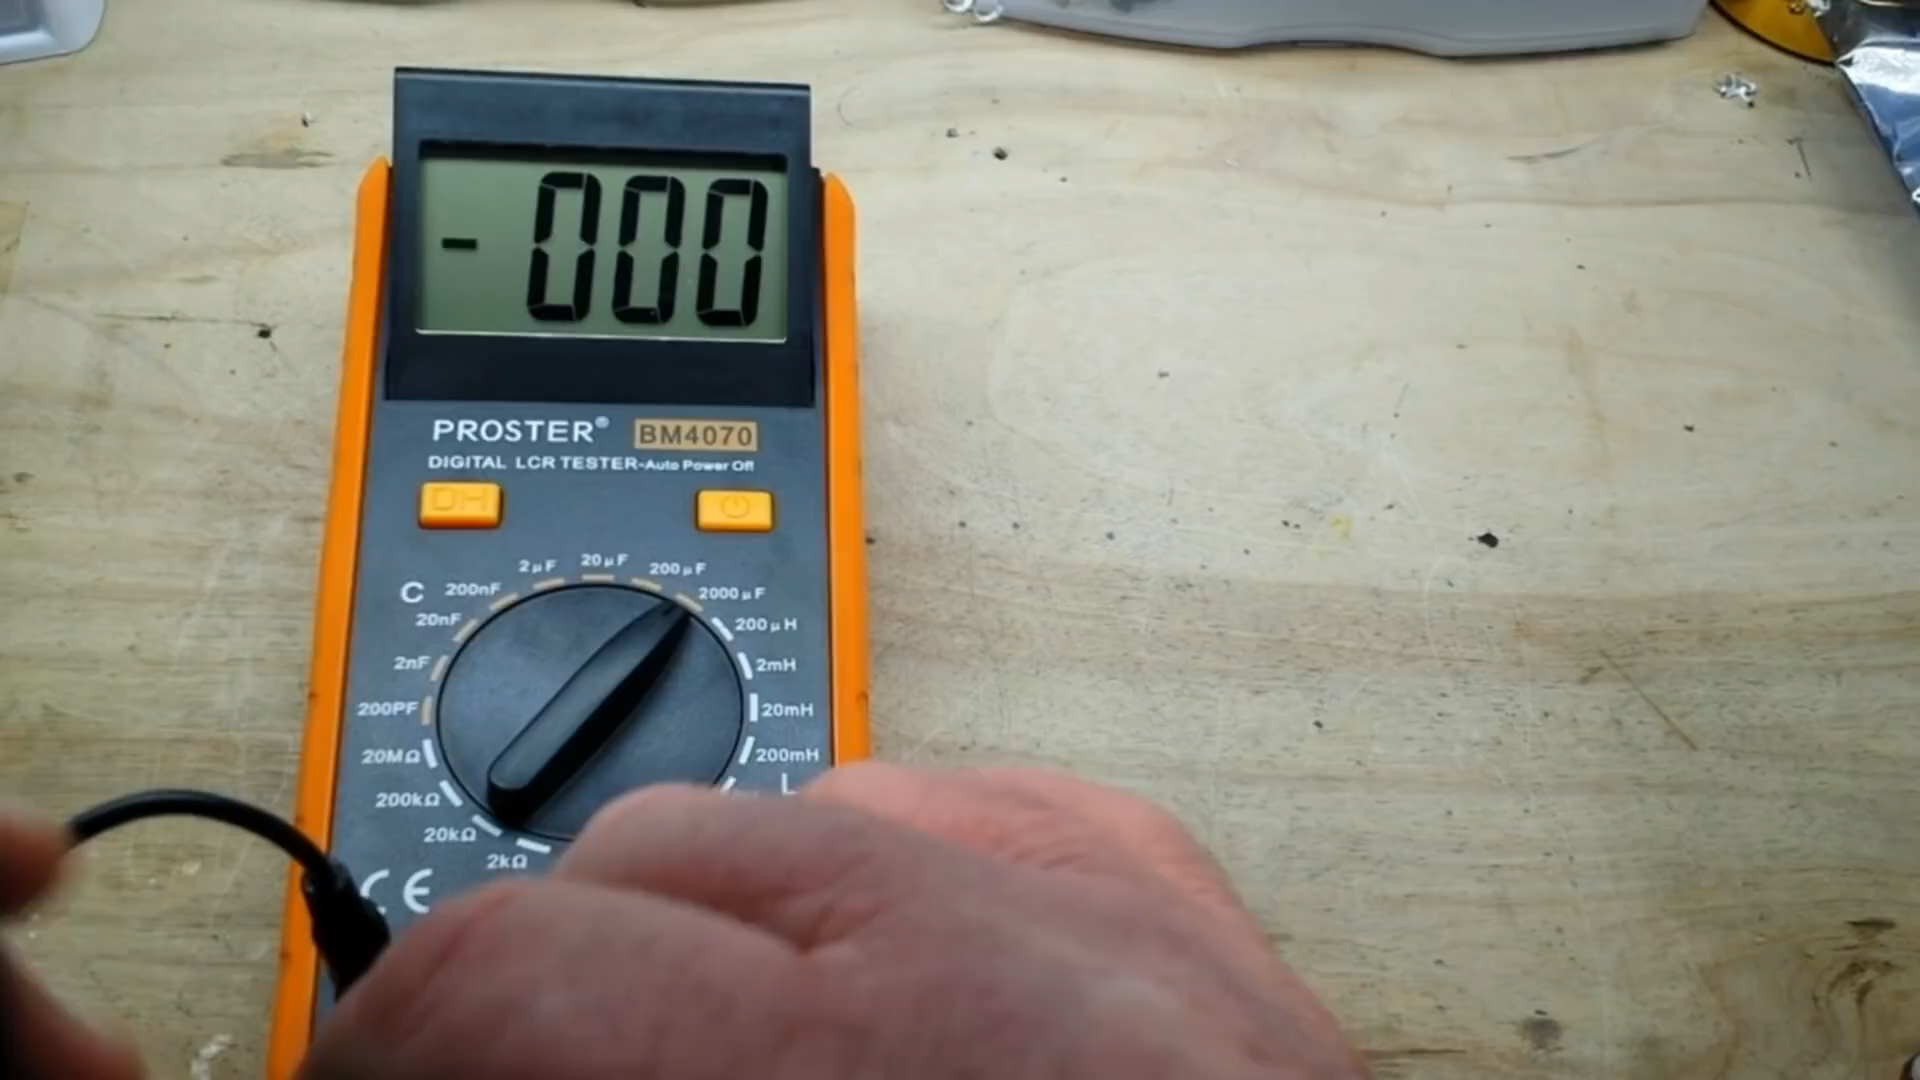 - 000
PROSTER® BM4070
DIGITAL LCR TESTER-Auto Power Off
DH
C
200PF
2nF
20nF
200nF
2μF
20μF
200μF
2000μF
200μH
2mH
20mH
200mH
L
20MΩ
200kΩ
20kΩ
2kΩ
CE